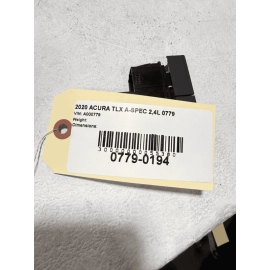 2020 ACURA TLX A-SPEC 2,4L 0779
VIN: A000779
Weight:
Dimensions:
0779-0194